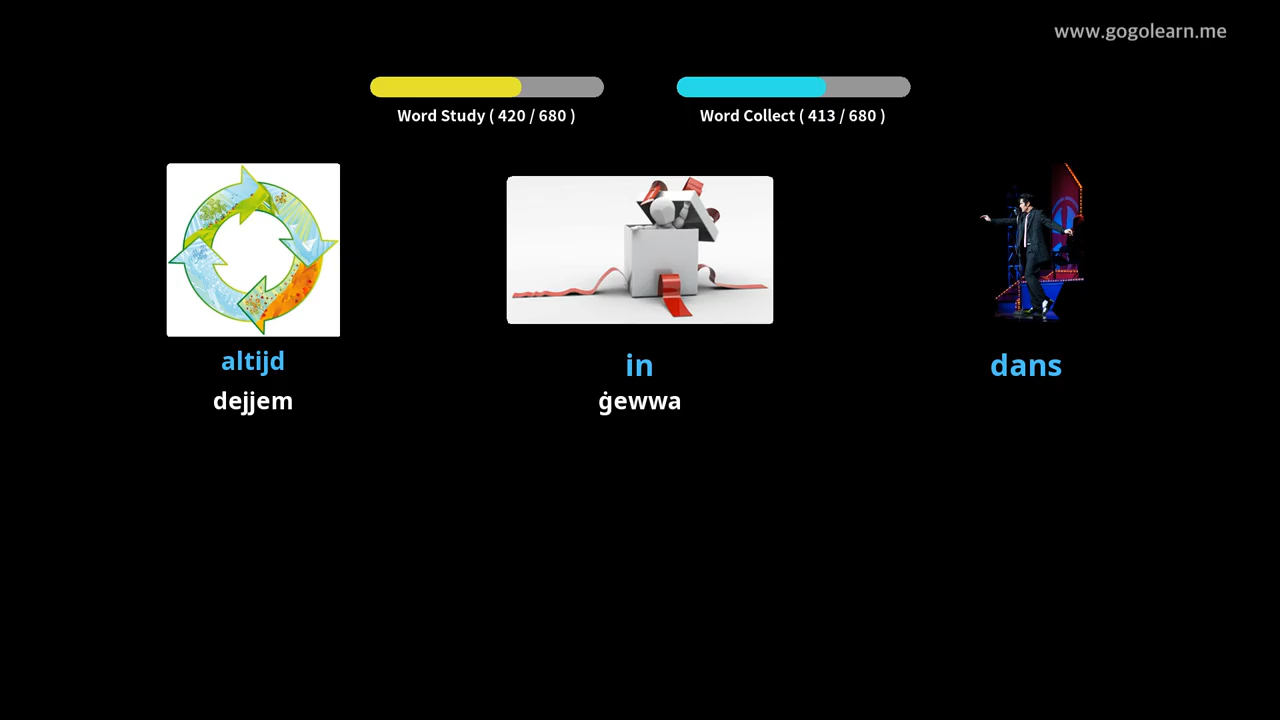 www.gogolearn.me
Word Study ( 420 / 680 )
Word Collect ( 413 / 680 )
altijd
dejjem
in
ġewwa
dans